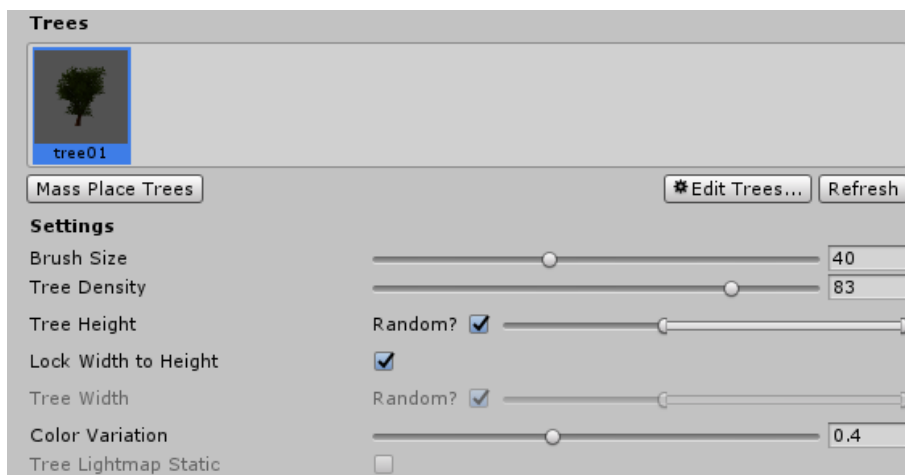 Trees
tree01
Mass Place Trees Edit Trees... Refresh
Settings
Brush Size 40
Tree Density 83
Tree Height Random?
Lock Width to Height
Tree Width Random?
Color Variation 0.4
Tree Lightmap Static